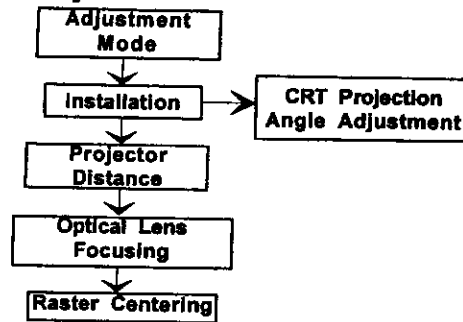 Adjustment
Mode
Installation
CRT Projection
Angle Adjustment
Projector
Distance
Optical Lens
Focusing
Raster Centering